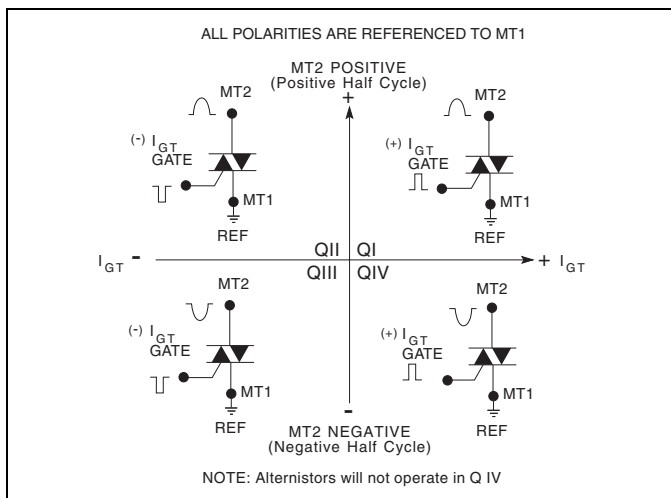 ALL POLARITIES ARE REFERENCED TO MT1
MT2 POSITIVE
(Positive Half Cycle)
+
MT2
(-) IGT
GATE
MT1
REF
MT2
(+) IGT
GATE
MT1
REF
IGT -
QII QI
QIII QIV
+ IGT
MT2
(-) IGT
GATE
MT1
REF
MT2
(+) IGT
GATE
MT1
REF
-
MT2 NEGATIVE
(Negative Half Cycle)
NOTE: Alternistors will not operate in Q IV